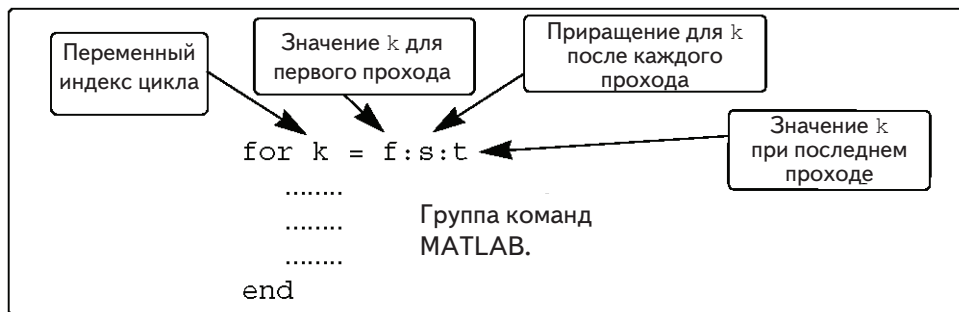 Переменный
индекс цикла
Значение k для
первого прохода
Приращение для k
после каждого
прохода
Значение k
при последнем
проходе
for k = f:s:t
........
........
........
Группа команд
MATLAB.
end